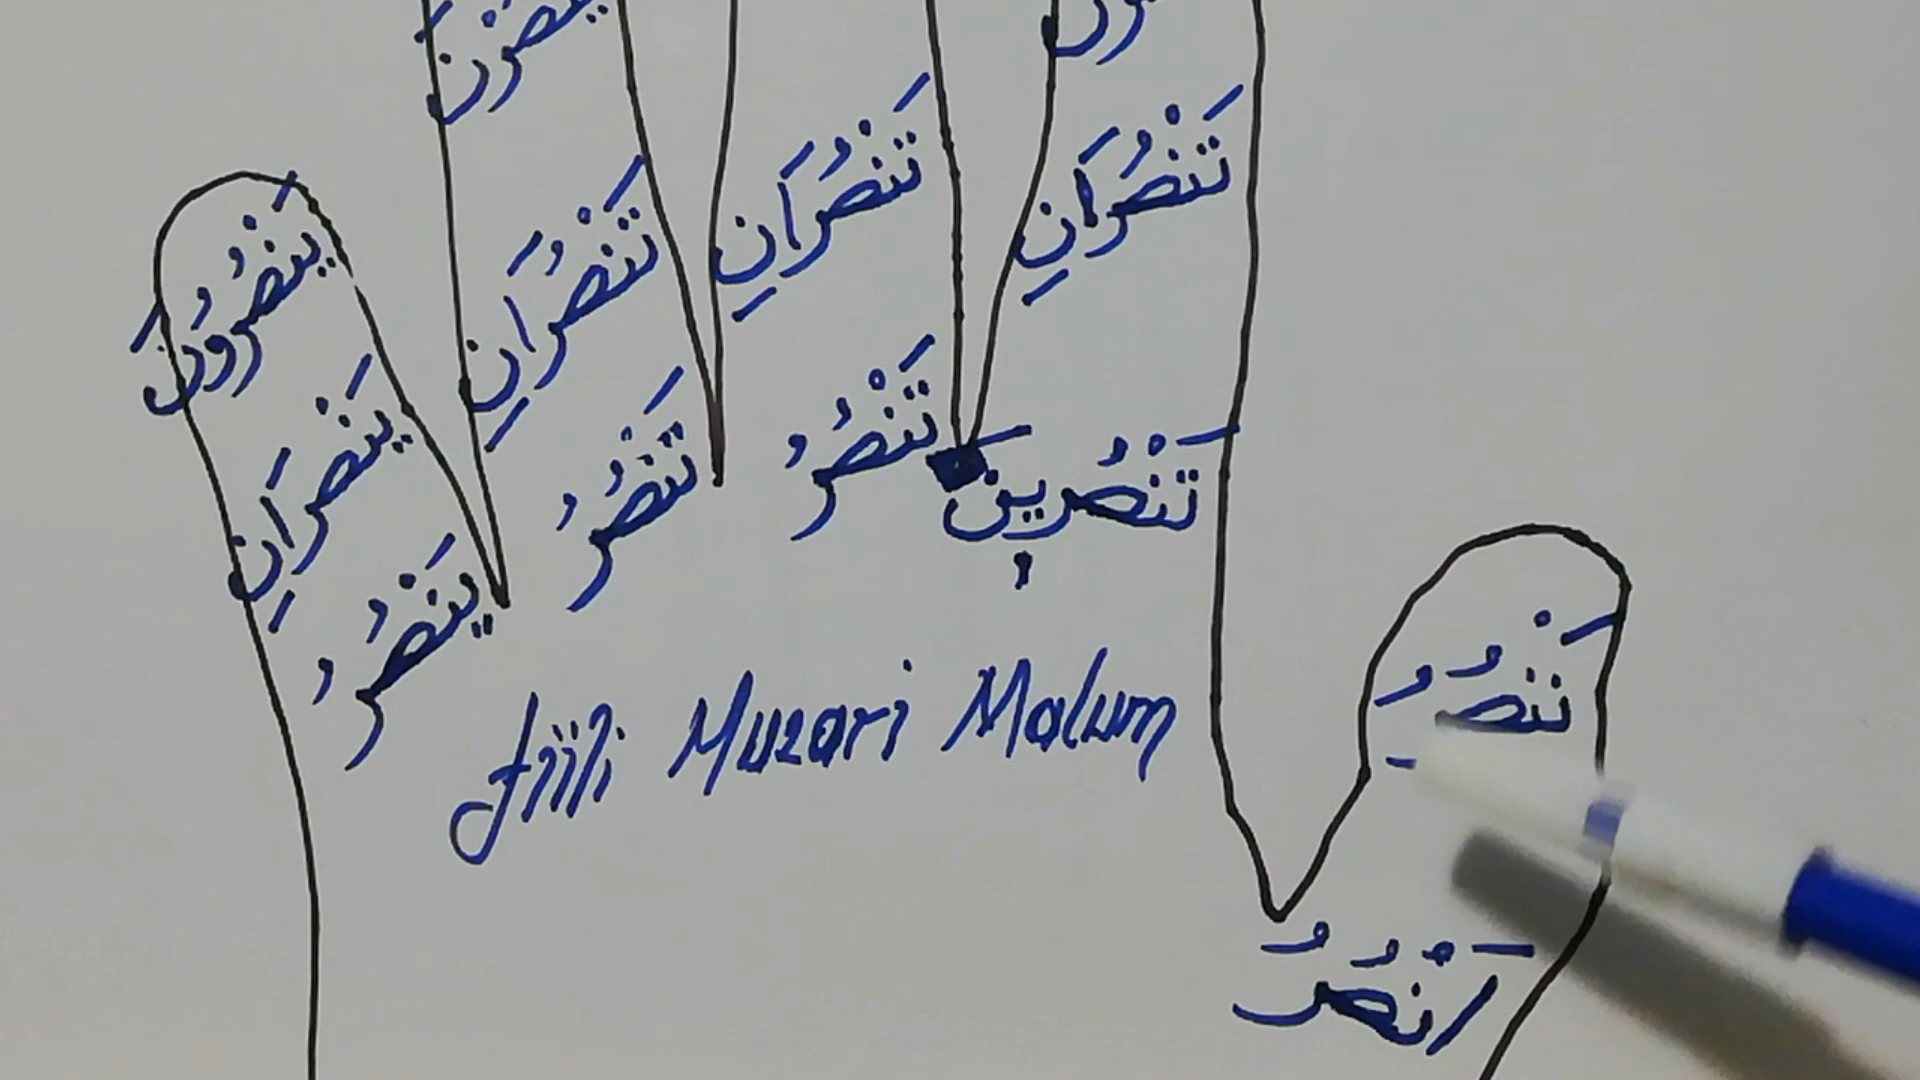 يَنْصُرْنَ
تَنْصُرَانِ
تَنْصُرَانِ
تَنْصُرَانِ
يَنْصُرُونَ
يَنْصُرَانِ
يَنْصُرُ
تَنْصُرُ
تَنْصُرُ
تَنْصُرِينَ
Fiili Muzari Malum
نَنْصُرُ
اَنْصُرُ